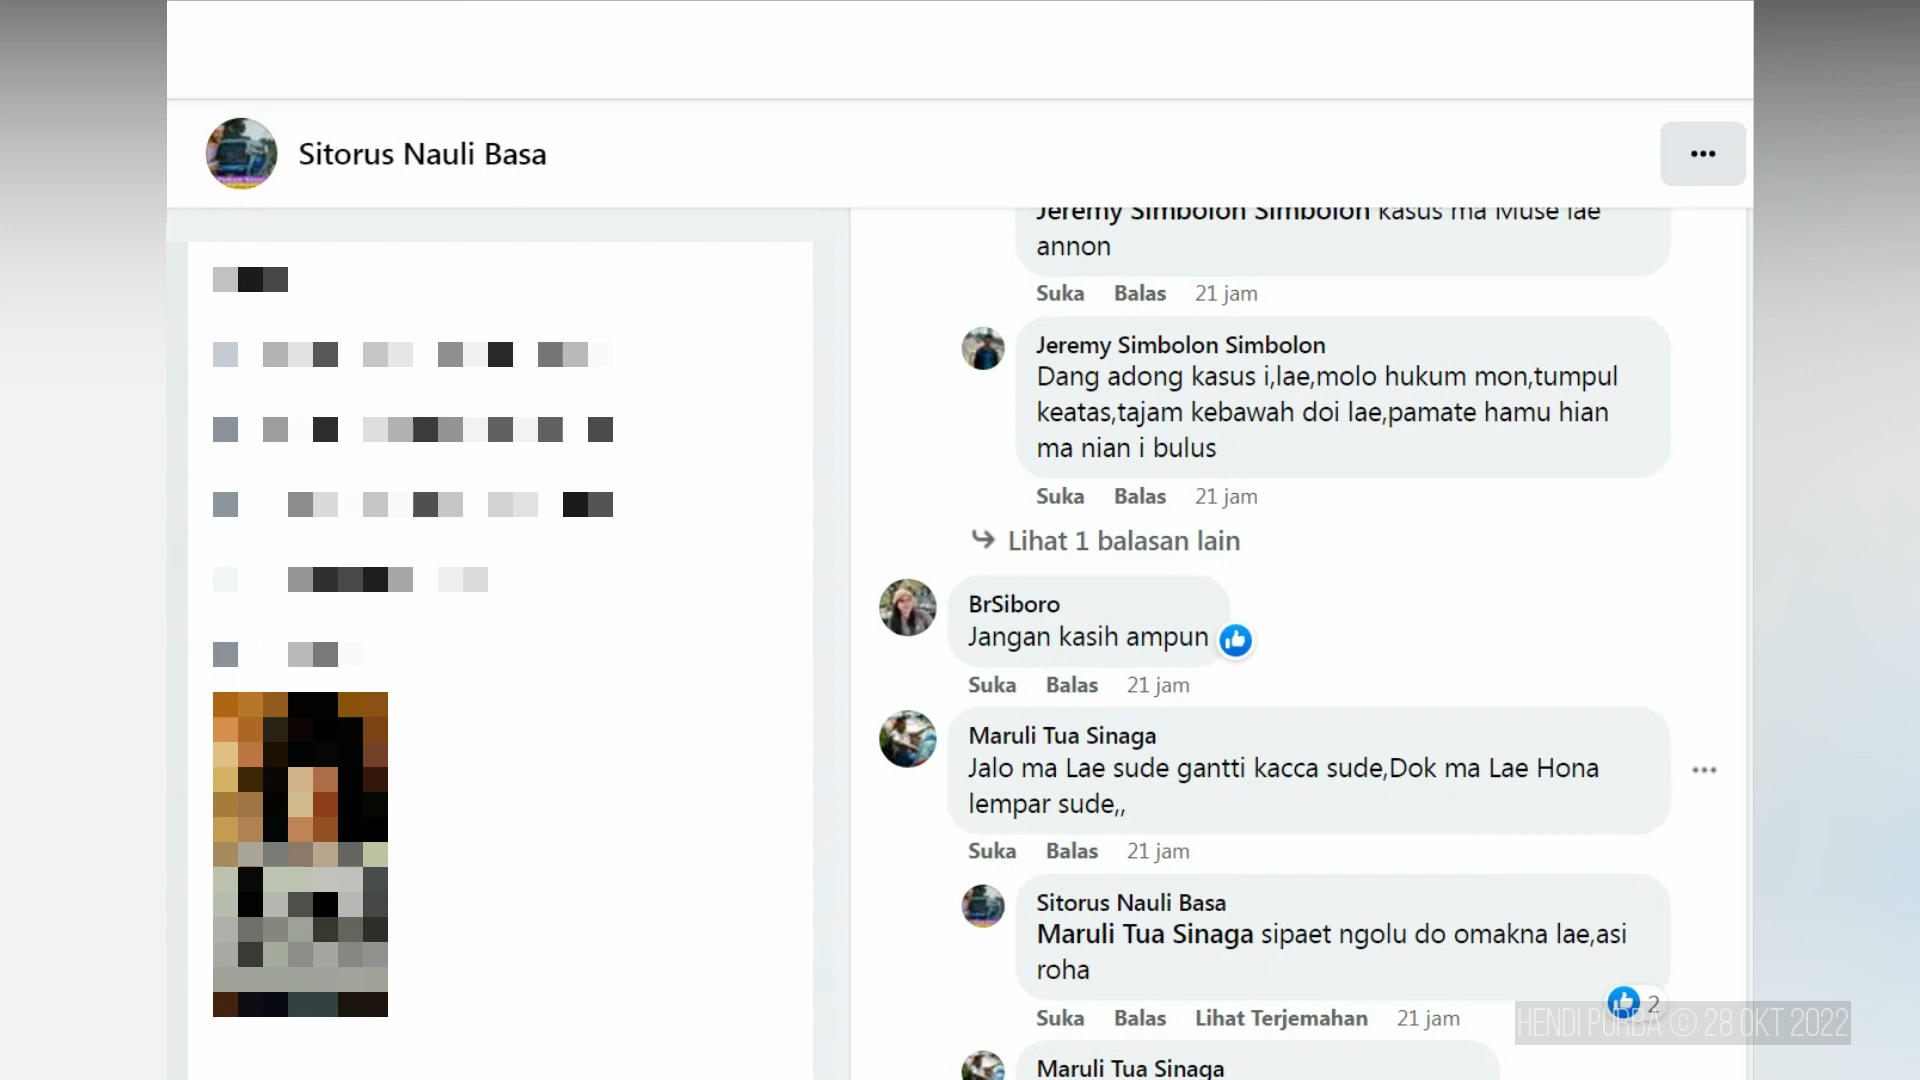 Sitorus Nauli Basa
Jeremy Simbolon Simbolon kasus ma Muse lae
annon
Suka Balas 21 jam
Jeremy Simbolon Simbolon
Dang adong kasus i,lae,molo hukum mon,tumpul
keatas,tajam kebawah doi lae,pamate hamu hian
ma nian i bulus
Suka Balas 21 jam
Lihat 1 balasan lain
BrSiboro
Jangan kasih ampun
Suka Balas 21 jam
Maruli Tua Sinaga
Jalo ma Lae sude gantti kacca sude,Dok ma Lae Hona
lempar sude,,
Suka Balas 21 jam
Sitorus Nauli Basa
Maruli Tua Sinaga sipaet ngolu do omakna lae,asi
roha
2
Suka Balas Lihat Terjemahan 21 jam
HENDI PURBA © 28 OKT 2022
Maruli Tua Sinaga